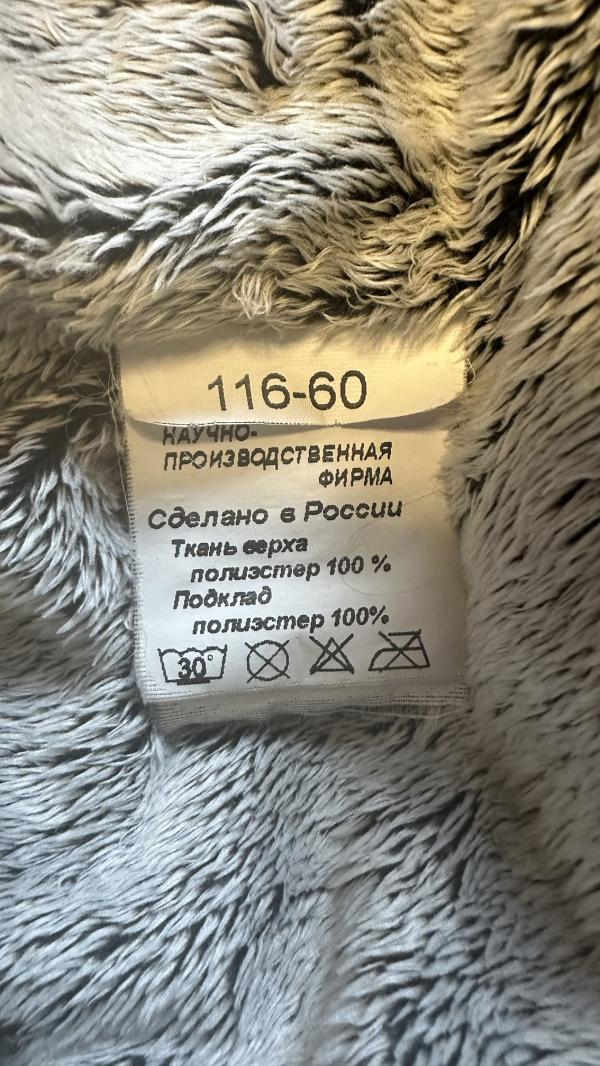 116-60
НАУЧНО-
ПРОИЗВОДСТВЕННАЯ
ФИРМА
Сделано в России
Ткань верха
полиэстер 100 %
Подклад
полиэстер 100%
30°